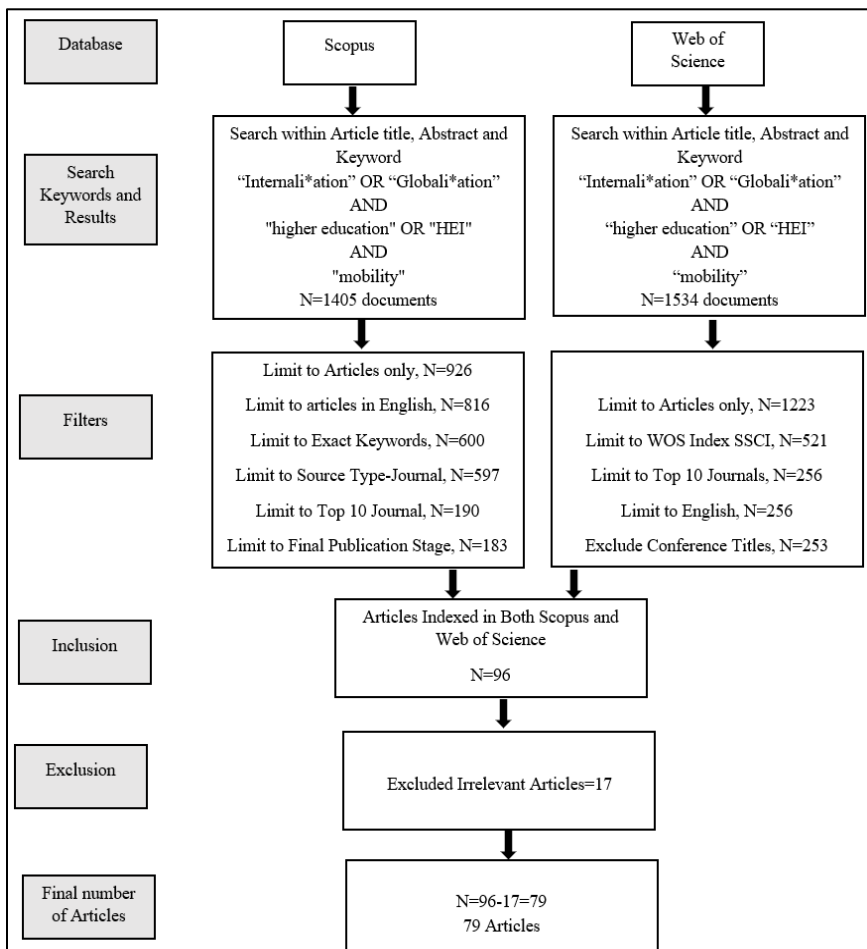 Database
Scopus
Web of
Science
Search
Keywords and
Results
Search within Article title, Abstract and
Keyword
“Internali*ation” OR “Globali*ation”
AND
"higher education" OR "HEI"
AND
"mobility"
N=1405 documents
Search within Article title, Abstract and
Keyword
“Internali*ation” OR “Globali*ation”
AND
“higher education” OR “HEI”
AND
“mobility”
N=1534 documents
Filters
Limit to Articles only, N=926
Limit to articles in English, N=816
Limit to Exact Keywords, N=600
Limit to Source Type-Journal, N=597
Limit to Top 10 Journal, N=190
Limit to Final Publication Stage, N=183
Limit to Articles only, N=1223
Limit to WOS Index SSCI, N=521
Limit to Top 10 Journals, N=256
Limit to English, N=256
Exclude Conference Titles, N=253
Inclusion
Articles Indexed in Both Scopus and
Web of Science
N=96
Exclusion
Excluded Irrelevant Articles=17
Final number
of Articles
N=96-17=79
79 Articles